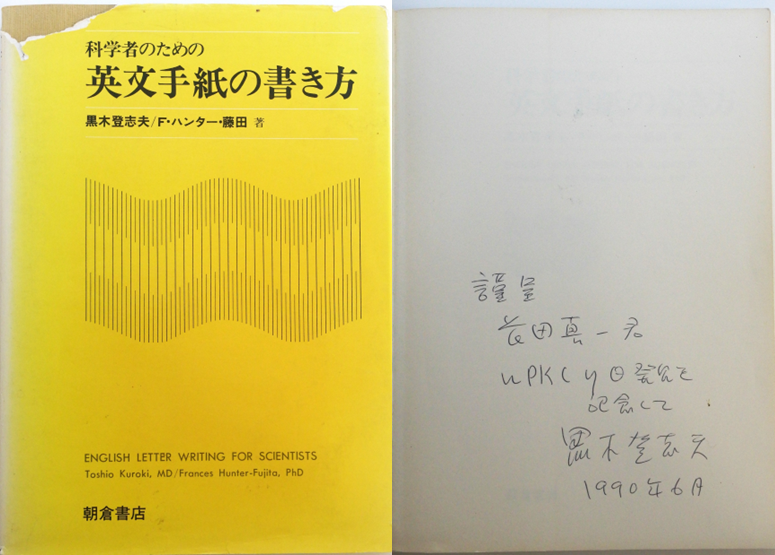 科学者のための
英文手紙の書き方
黒木登志夫/F・ハンター・藤田 著
ENGLISH LETTER WRITING FOR SCIENTISTS
Toshio Kuroki, MD/Frances Hunter-Fujita, PhD
朝倉書店
謹呈
田真一君
nPKC η の発見を
記念して
黒木登志夫
1990年6月